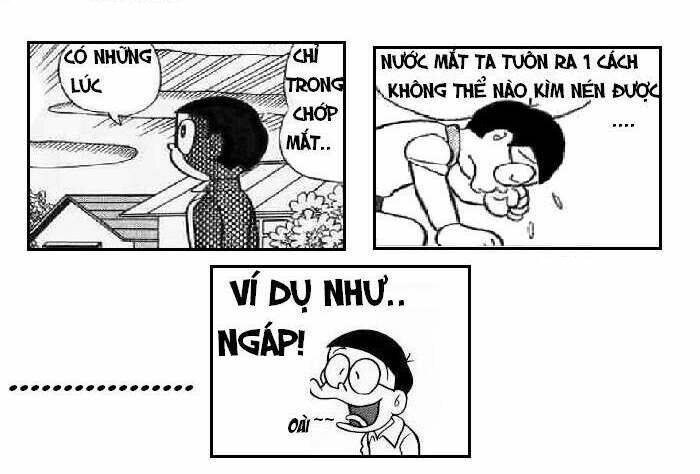 CÓ NHỮNG
LÚC
CHỈ
TRONG
CHỚP
MẮT..
NƯỚC MẮT TA TUÔN RA 1 CÁCH
KHÔNG THỂ NÀO KÌM NÉN ĐƯỢC
....
..................
VÍ DỤ NHƯ..
NGÁP!
OÀI ~~